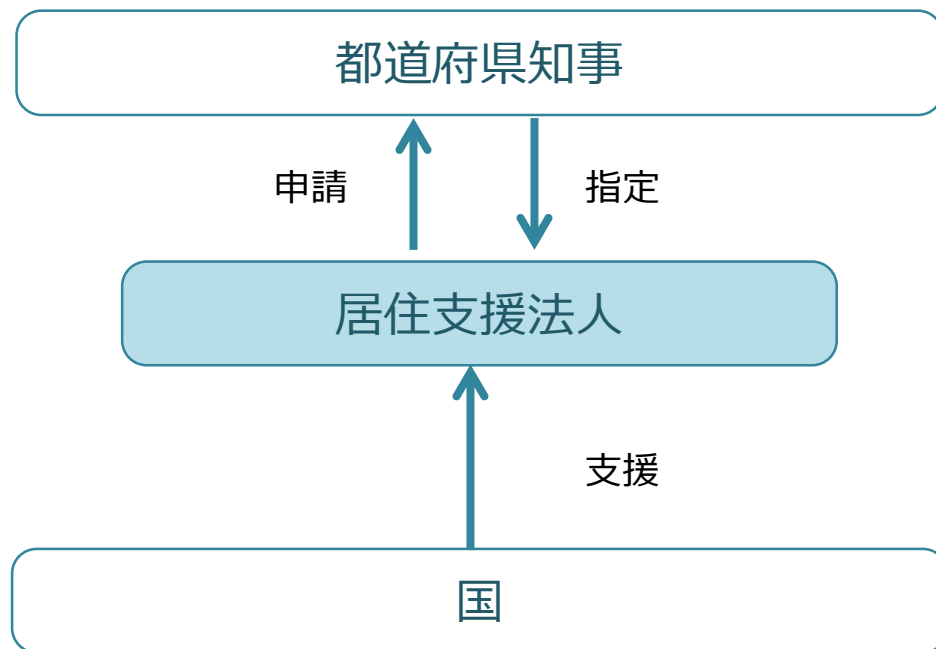 都道府県知事
申請
指定
居住支援法人
支援
国